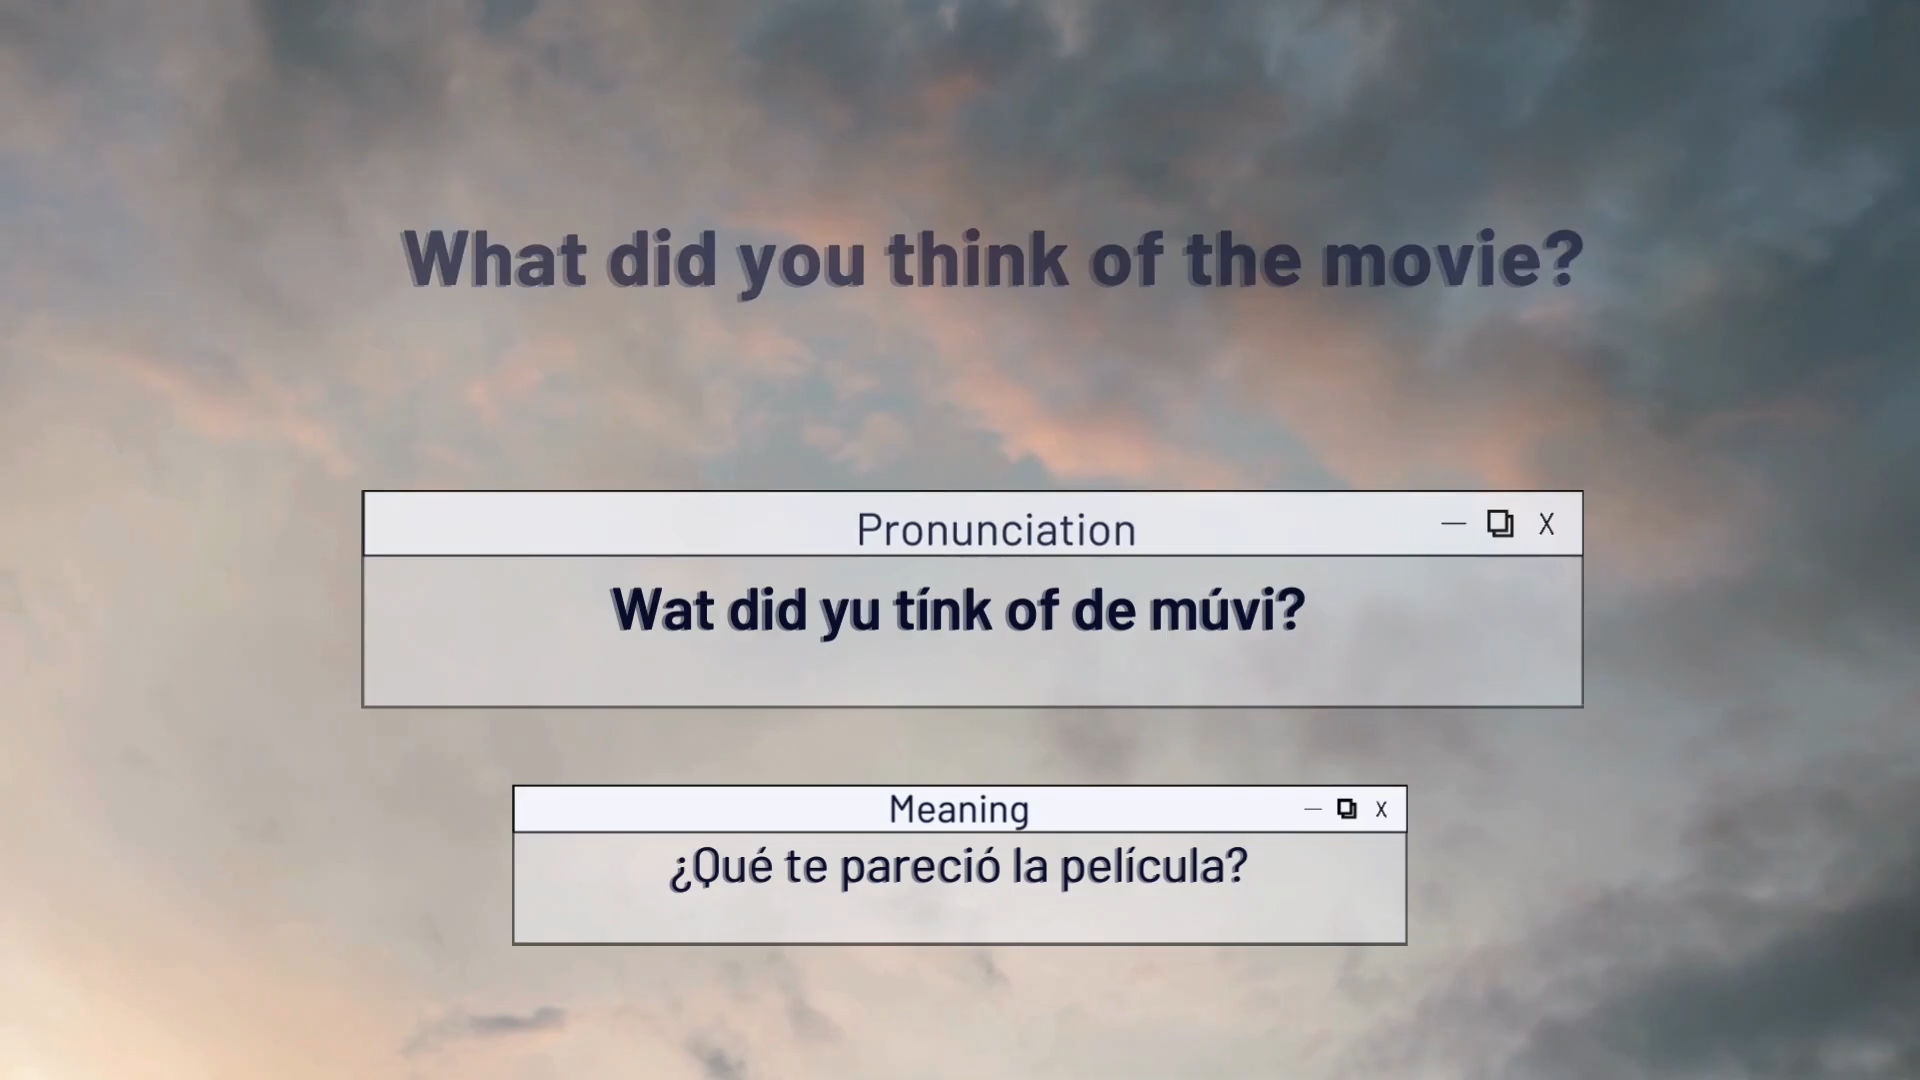 What did you think of the movie?
Pronunciation
Wat did yu tínk of de múvi?
Meaning
¿Qué te pareció la película?